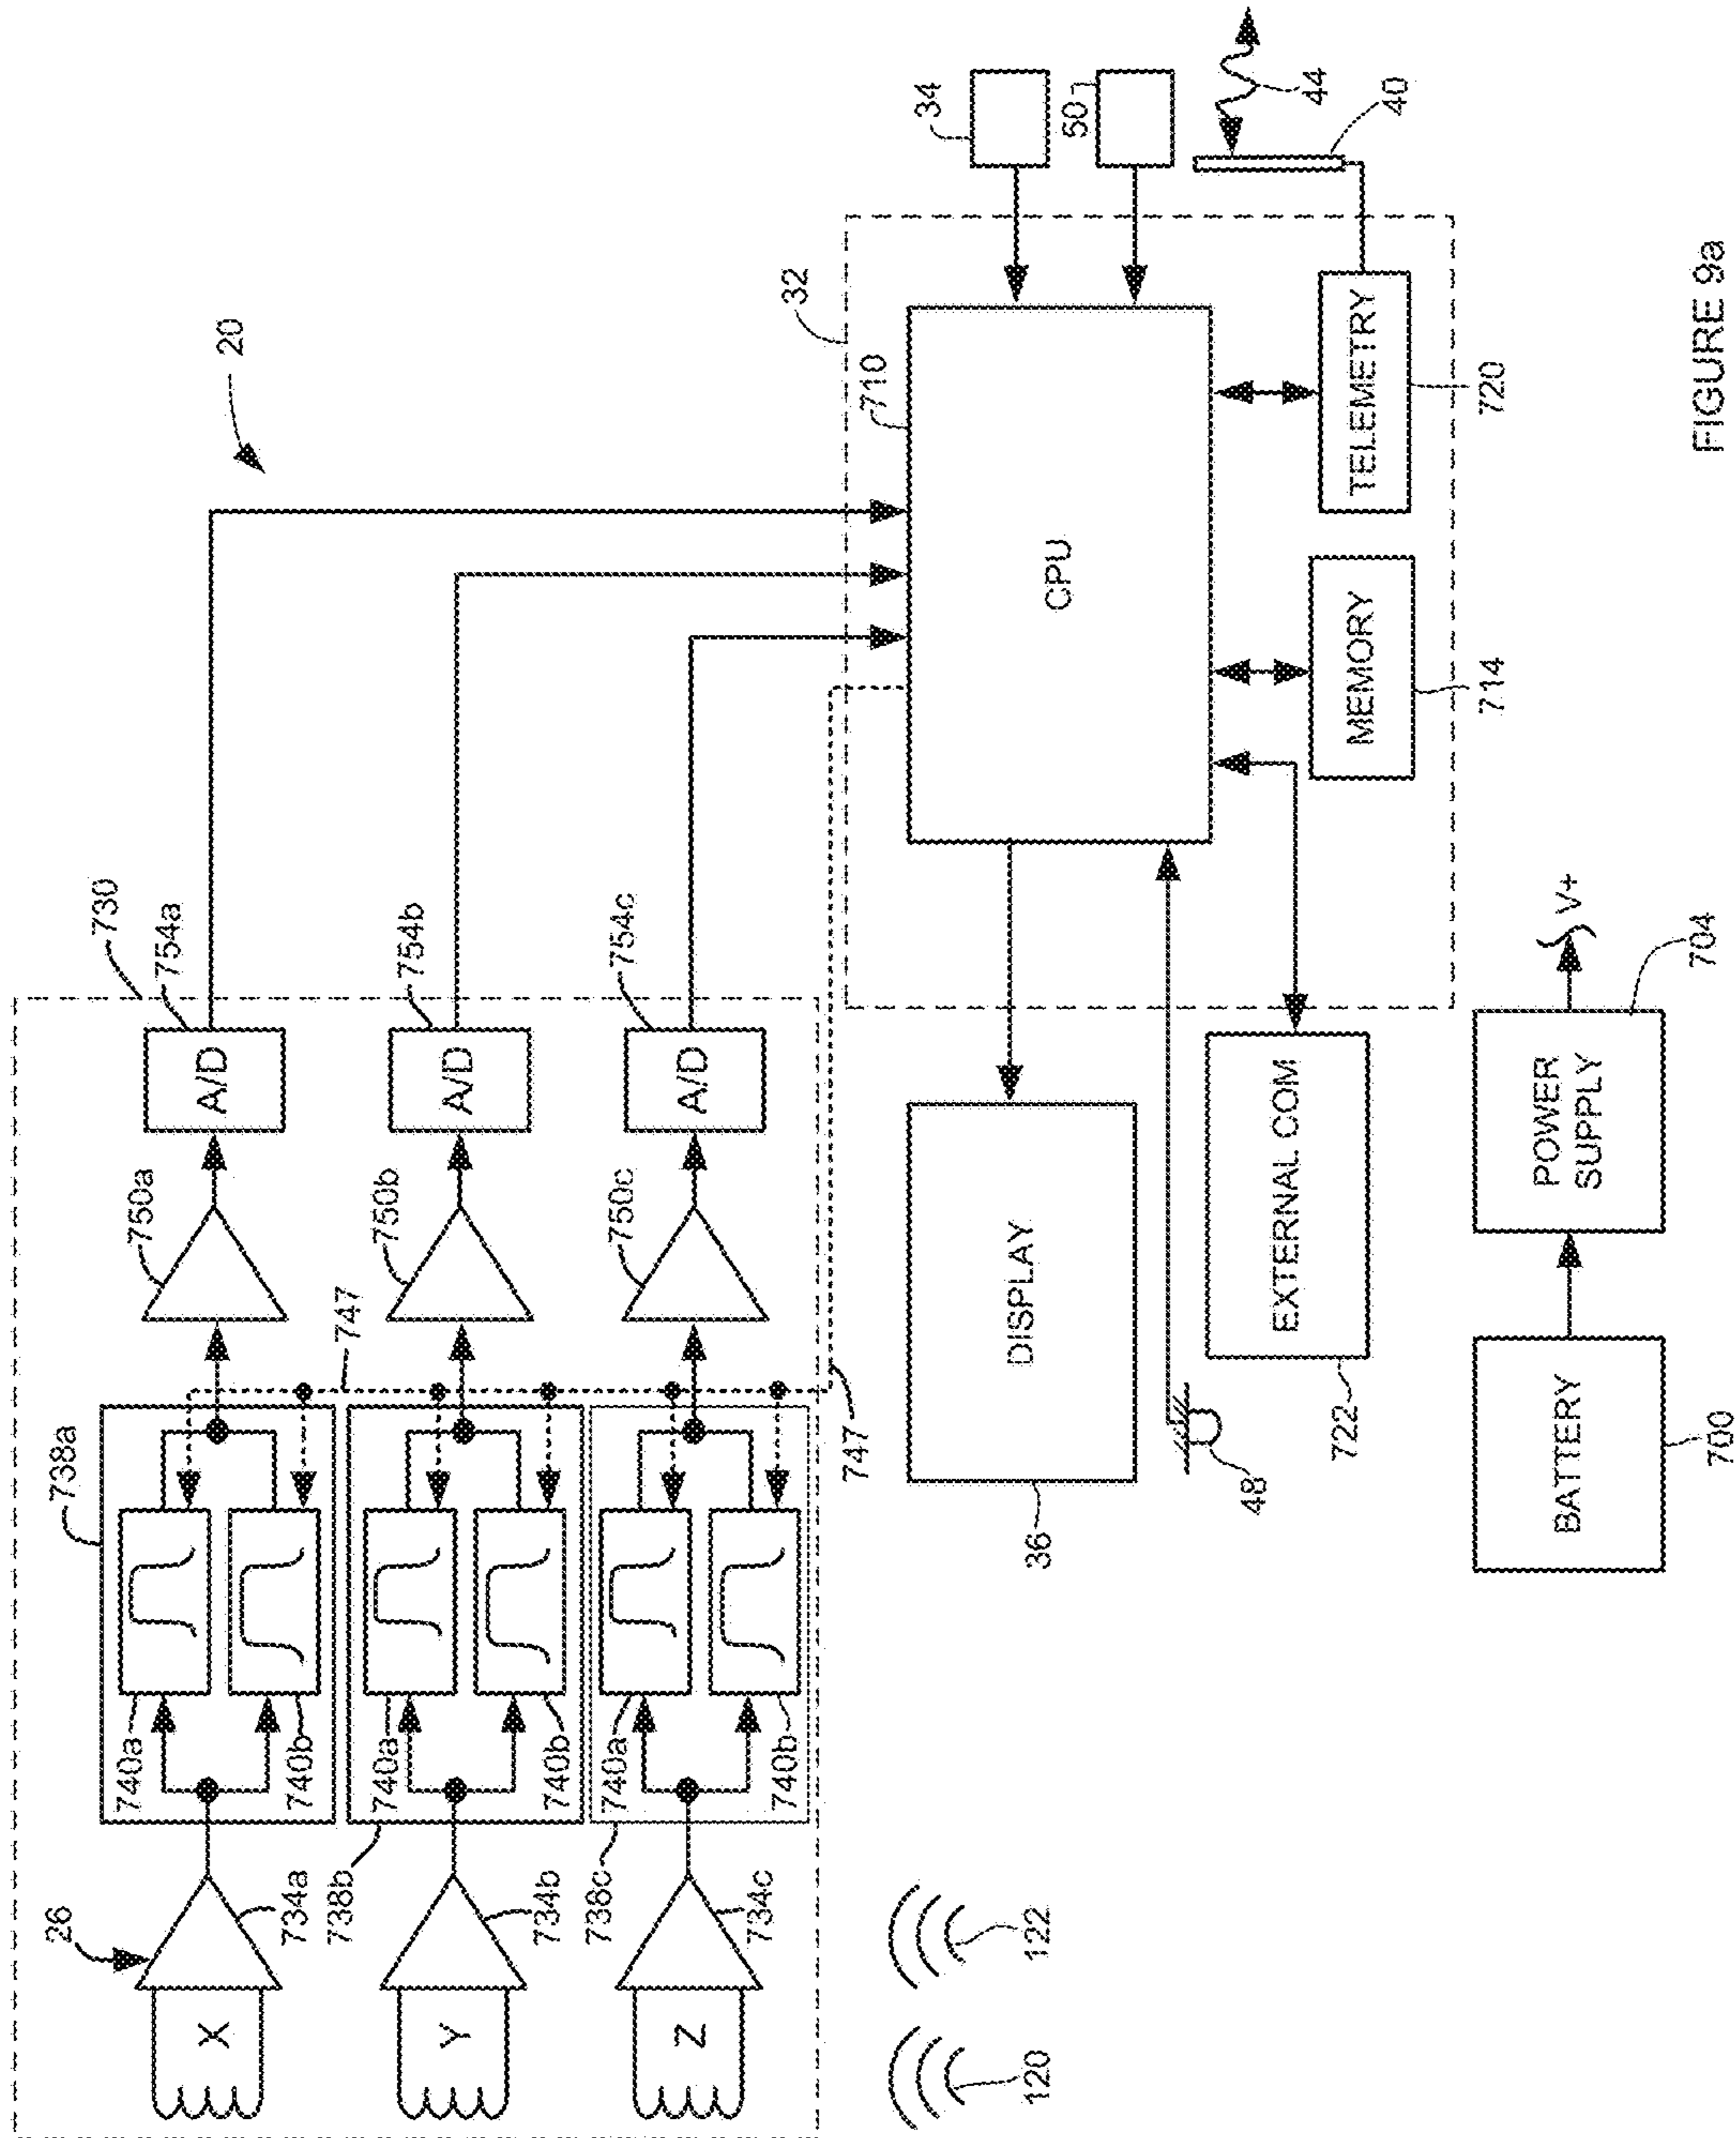 20
730
26
X
734a
738a
740a
740b
750a
754a
A/D
747
Y
734b
738b
740a
740b
750b
754b
A/D
Z
734c
738c
740a
740b
750c
754c
A/D
747
120
122
32
710
CPU
34
50
44
40
DISPLAY
36
48
EXTERNAL COM
722
MEMORY
714
TELEMETRY
720
BATTERY
700
POWER
SUPPLY
704
V+
FIGURE 9a